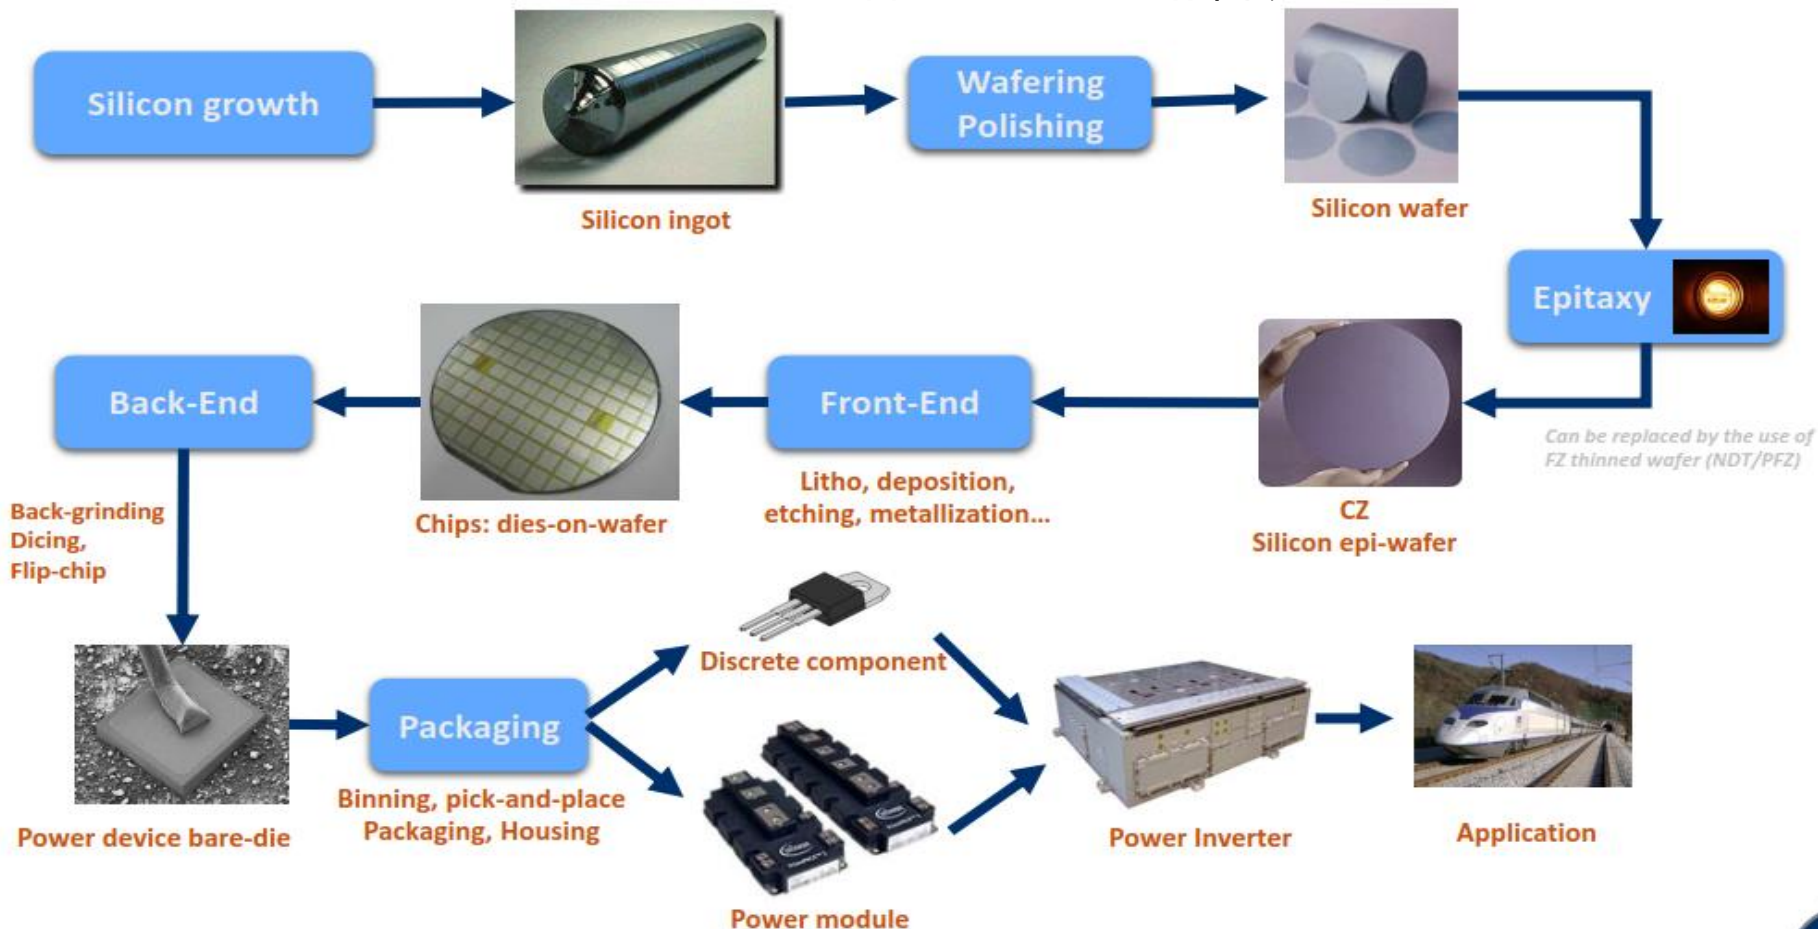 Silicon growth
Wafering
Polishing
Silicon ingot
Silicon wafer
Epitaxy
Back-End
Front-End
Can be replaced by the use of
FZ thinned wafer (NDT/PFZ)
Back-grinding
Dicing,
Flip-chip
Chips: dies-on-wafer
Litho, deposition,
etching, metallization...
CZ
Silicon epi-wafer
Discrete component
Packaging
Binning, pick-and-place
Packaging, Housing
Power device bare-die
Power module
Power Inverter
Application